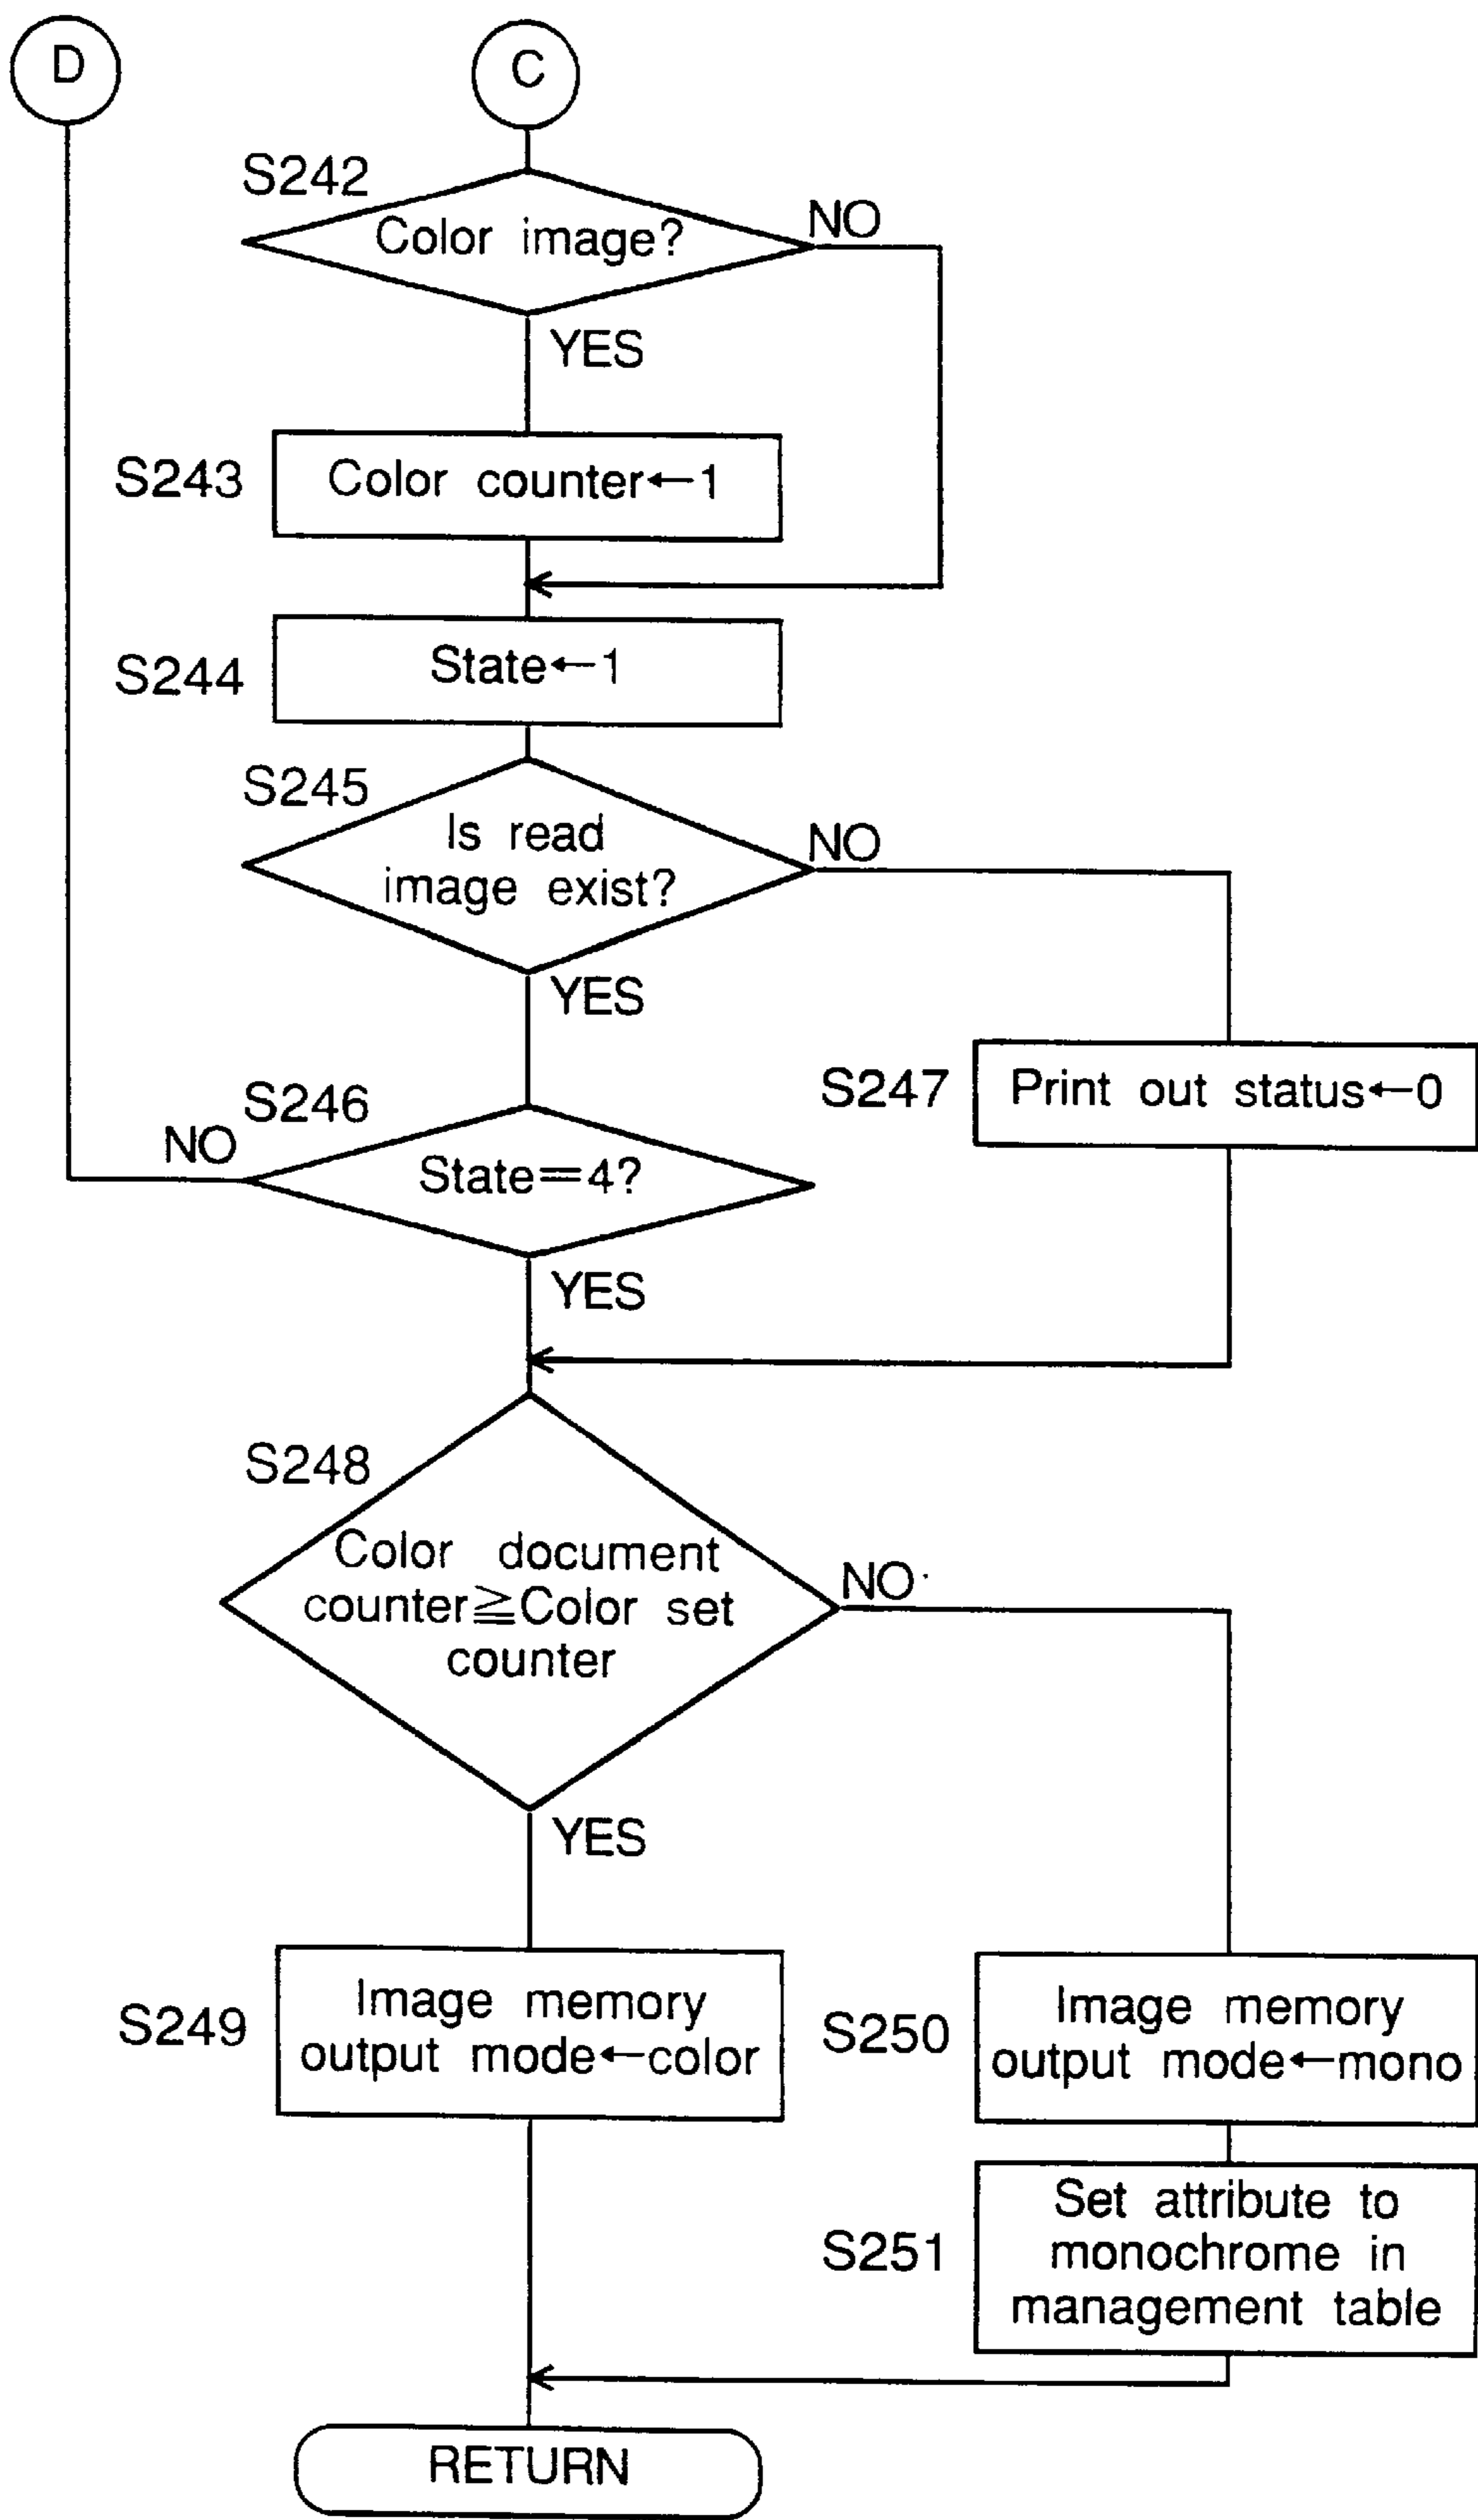 D
C
S242
Color image?
NO
YES
S243
Color counter←1
S244
State←1
S245
Is read
image exist?
NO
YES
S247
Print out status←0
S246
NO
State=4?
YES
S248
Color document
counter≧Color set
counter
NO
YES
S249
Image memory
output mode←color
S250
Image memory
output mode←mono
S251
Set attribute to
monochrome in
management table
RETURN